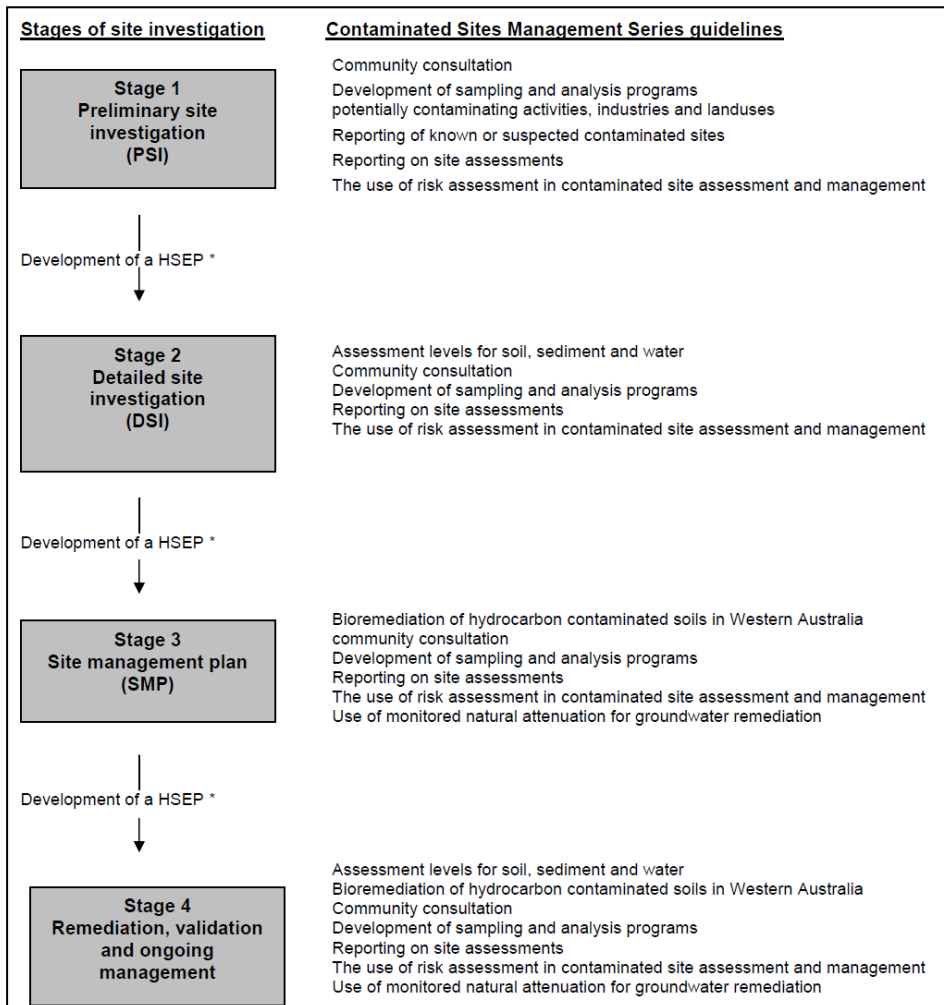 Stages of site investigation
Contaminated Sites Management Series guidelines
Stage 1
Preliminary site
investigation
(PSI)
Community consultation
Development of sampling and analysis programs
potentially contaminating activities, industries and landuses
Reporting of known or suspected contaminated sites
Reporting on site assessments
The use of risk assessment in contaminated site assessment and management
Development of a HSEP *
Stage 2
Detailed site
investigation
(DSI)
Assessment levels for soil, sediment and water
Community consultation
Development of sampling and analysis programs
Reporting on site assessments
The use of risk assessment in contaminated site assessment and management
Development of a HSEP *
Stage 3
Site management plan
(SMP)
Bioremediation of hydrocarbon contaminated soils in Western Australia
community consultation
Development of sampling and analysis programs
Reporting on site assessments
The use of risk assessment in contaminated site assessment and management
Use of monitored natural attenuation for groundwater remediation
Development of a HSEP *
Stage 4
Remediation, validation
and ongoing
management
Assessment levels for soil, sediment and water
Bioremediation of hydrocarbon contaminated soils in Western Australia
Community consultation
Development of sampling and analysis programs
Reporting on site assessments
The use of risk assessment in contaminated site assessment and management
Use of monitored natural attenuation for groundwater remediation